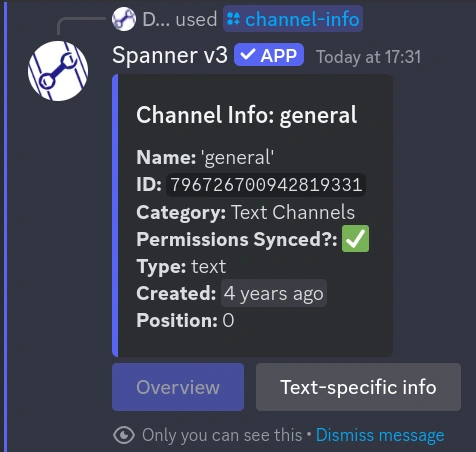 D... used channel-info
Spanner v3 APP Today at 17:31
Channel Info: general
Name: 'general'
ID: 796726700942819331
Category: Text Channels
Permissions Synced?: ✅
Type: text
Created: 4 years ago
Position: 0
Overview Text-specific info
Only you can see this • Dismiss message